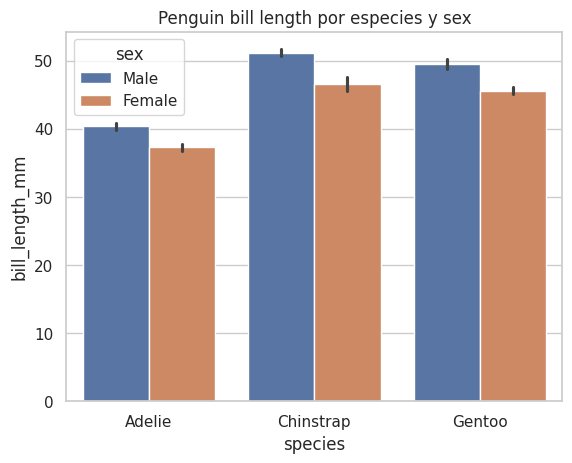 Penguin bill length por especies y sex
sex
Male
Female
bill_length_mm
50
40
30
20
10
0
Adelie
Chinstrap
Gentoo
species